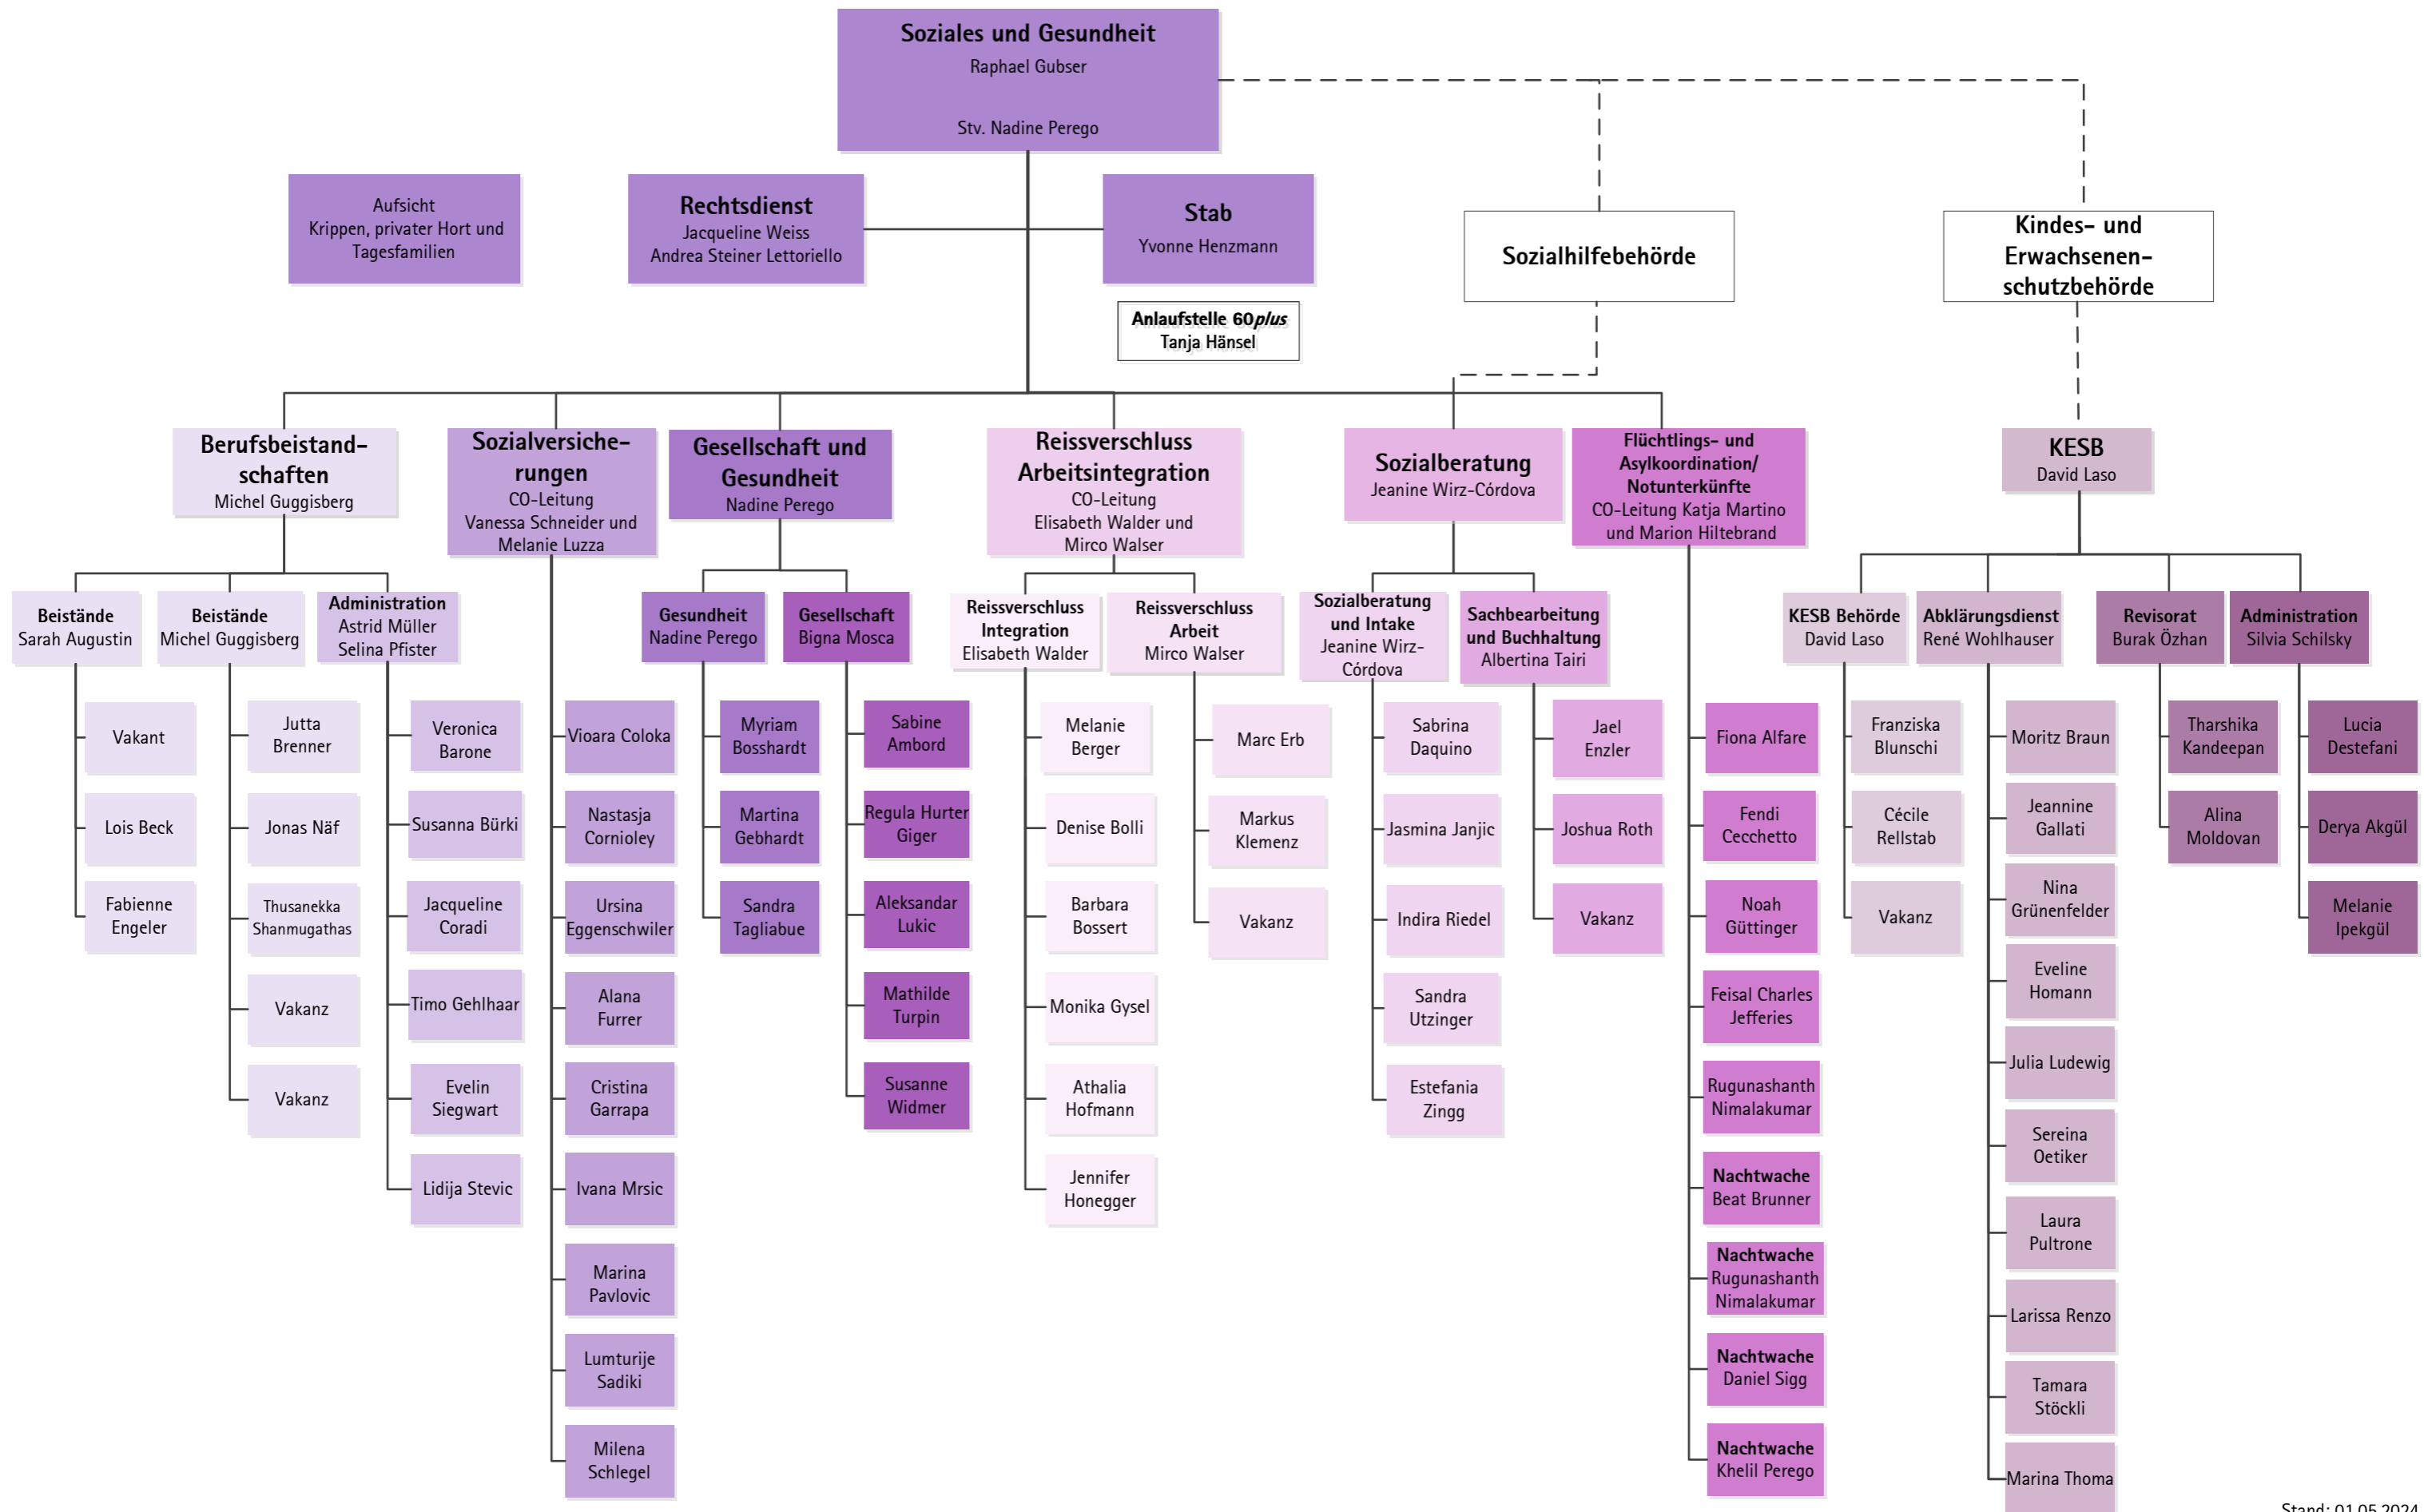 Soziales und Gesundheit
Raphael Gubser
Stv. Nadine Perego
Aufsicht
Krippen, privater Hort und
Tagesfamilien
Rechtsdienst
Jacqueline Weiss
Andrea Steiner Lettoriello
Stab
Yvonne Henzmann
Anlaufstelle 60plus
Tanja Hänsel
Sozialhilfebehörde
Kindes- und
Erwachsenen-
schutzbehörde
Berufsbeistand-
schaften
Michel Guggisberg
Sozialversiche-
rungen
CO-Leitung
Vanessa Schneider und
Melanie Luzza
Gesellschaft und
Gesundheit
Nadine Perego
Reissverschluss
Arbeitsintegration
CO-Leitung
Elisabeth Walder und
Mirco Walser
Sozialberatung
Jeanine Wirz-Córdova
Flüchtlings- und
Asylkoordination/
Notunterkünfte
CO-Leitung Katja Martino
und Marion Hiltebrand
KESB
David Laso
Beistände
Sarah Augustin
Vakant
Lois Beck
Fabienne
Engeler
Beistände
Michel Guggisberg
Jutta
Brenner
Jonas Näf
Thusanekka
Shanmugathas
Vakanz
Vakanz
Administration
Astrid Müller
Selina Pfister
Veronica
Barone
Susanna Bürki
Jacqueline
Coradi
Timo Gehlhaar
Evelin
Siegwart
Lidija Stevic
Vioara Coloka
Nastasja
Cornioley
Ursina
Eggenschwiler
Alana
Furrer
Cristina
Garrapa
Ivana Mrsic
Marina
Pavlovic
Lumturije
Sadiki
Milena
Schlegel
Gesundheit
Nadine Perego
Myriam
Bosshardt
Martina
Gebhardt
Sandra
Tagliabue
Gesellschaft
Bigna Mosca
Sabine
Ambord
Regula Hurter
Giger
Aleksandar
Lukic
Mathilde
Turpin
Susanne
Widmer
Reissverschluss
Integration
Elisabeth Walder
Melanie
Berger
Denise Bolli
Barbara
Bossert
Monika Gysel
Athalia
Hofmann
Jennifer
Honegger
Reissverschluss
Arbeit
Mirco Walser
Marc Erb
Markus
Klemenz
Vakanz
Sozialberatung
und Intake
Jeanine Wirz-
Córdova
Sabrina
Daquino
Jasmina Janjic
Indira Riedel
Sandra
Utzinger
Estefania
Zingg
Sachbearbeitung
und Buchhaltung
Albertina Tairi
Jael
Enzler
Joshua Roth
Vakanz
Fiona Alfare
Fendi
Cecchetto
Noah
Güttinger
Feisal Charles
Jefferies
Rugunashanth
Nimalakumar
Nachtwache
Beat Brunner
Nachtwache
Rugunashanth
Nimalakumar
Nachtwache
Daniel Sigg
Nachtwache
Khelil Perego
KESB Behörde
David Laso
Franziska
Blunschi
Cécile
Rellstab
Vakanz
Abklärungsdienst
René Wohlhauser
Moritz Braun
Jeannine
Gallati
Nina
Grünenfelder
Eveline
Homann
Julia Ludewig
Sereina
Oetiker
Laura
Pultrone
Larissa Renzo
Tamara
Stöckli
Marina Thoma
Revisorat
Burak Özhan
Tharshika
Kandeepan
Alina
Moldovan
Administration
Silvia Schilsky
Lucia
Destefani
Derya Akgül
Melanie
Ipekgül
Stand: 01.05.2024